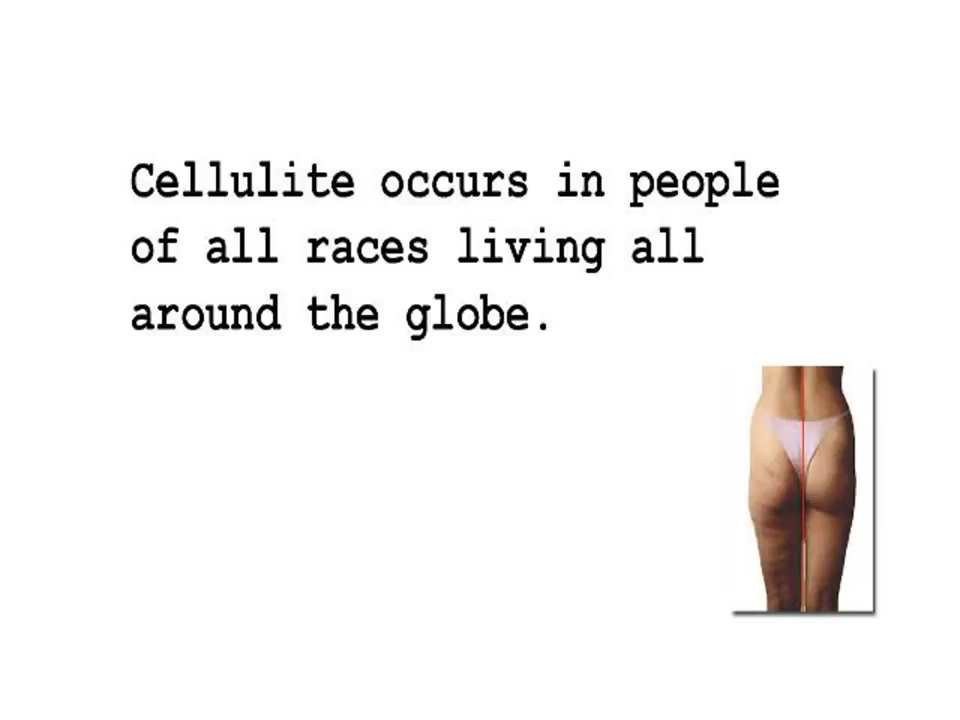 Cellulite occurs in people
of all races living all
around the globe.